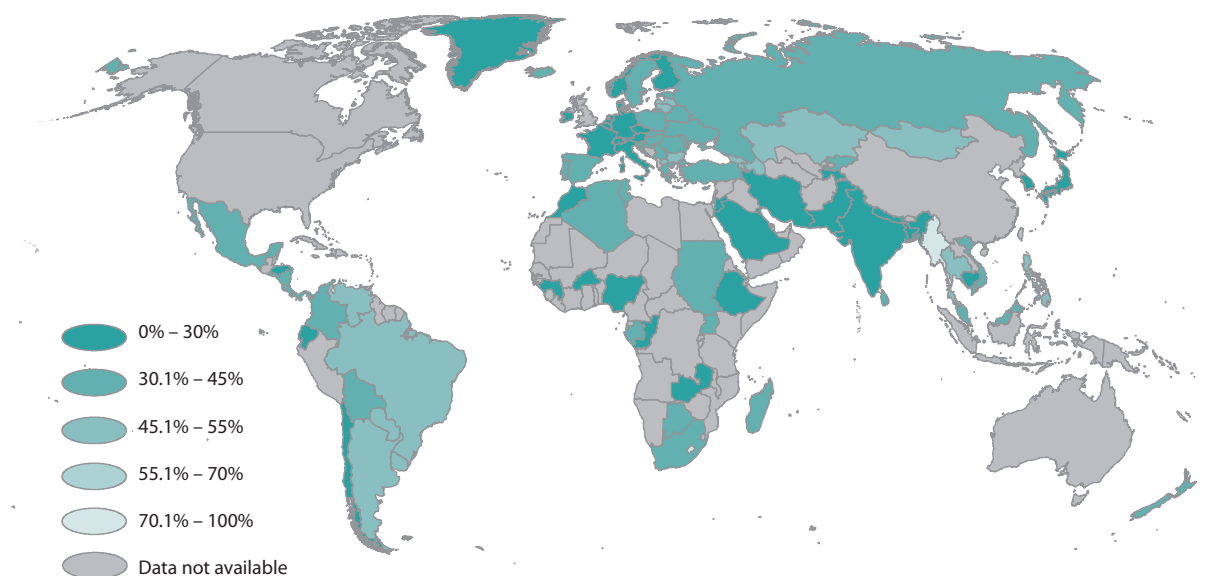 0% – 30%
30.1% – 45%
45.1% – 55%
55.1% – 70%
70.1% – 100%
Data not available